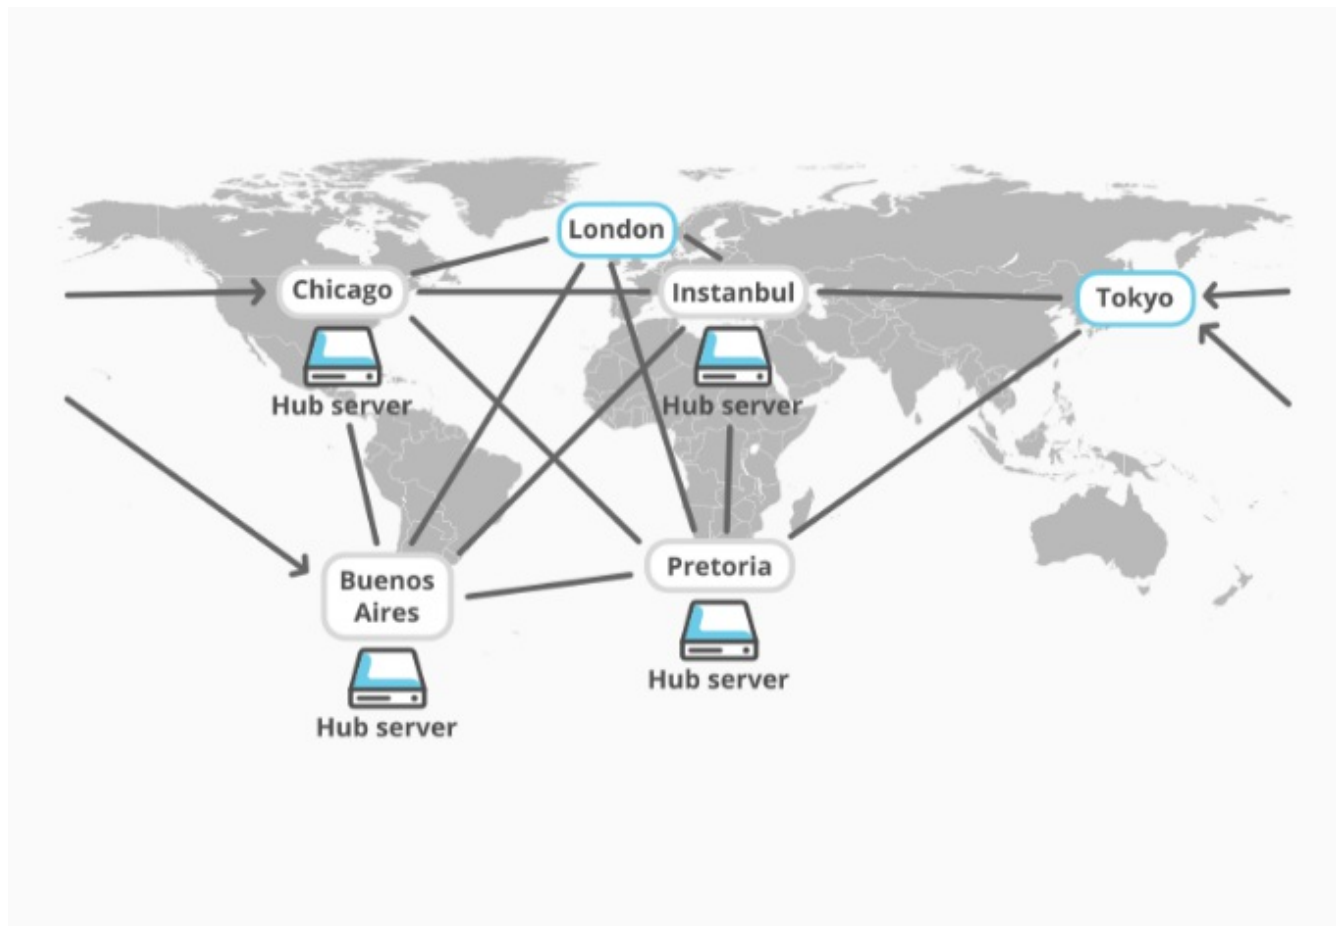 London
Chicago
Instanbul
Tokyo
Hub server
Hub server
Buenos
Aires
Pretoria
Hub server
Hub server